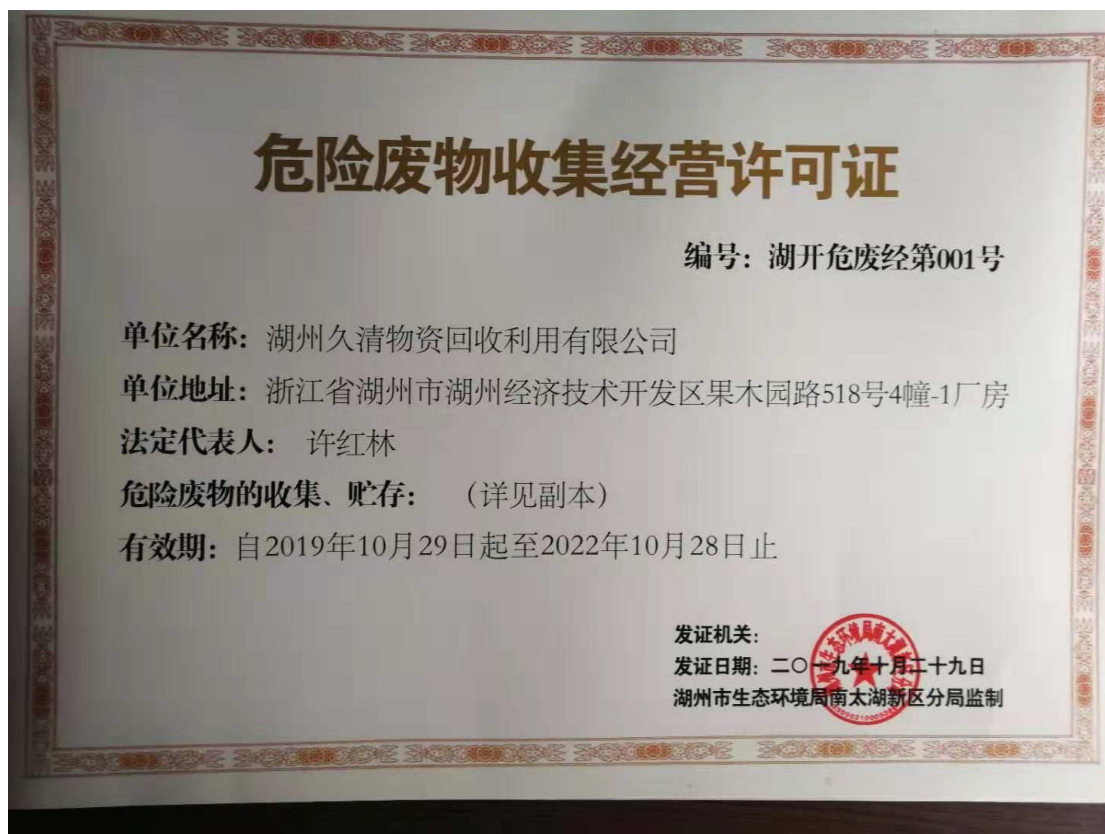 危险废物收集经营许可证
编号：湖开危废经第001号
单位名称：湖州久清物资回收利用有限公司
单位地址：浙江省湖州市湖州经济技术开发区果木园路518号4幢-1厂房
法定代表人：许红林
危险废物的收集、贮存：（详见副本）
有效期：自2019年10月29日起至2022年10月28日止
发证机关：
发证日期：二〇一九年十月二十九日
湖州市生态环境局南太湖新区分局监制